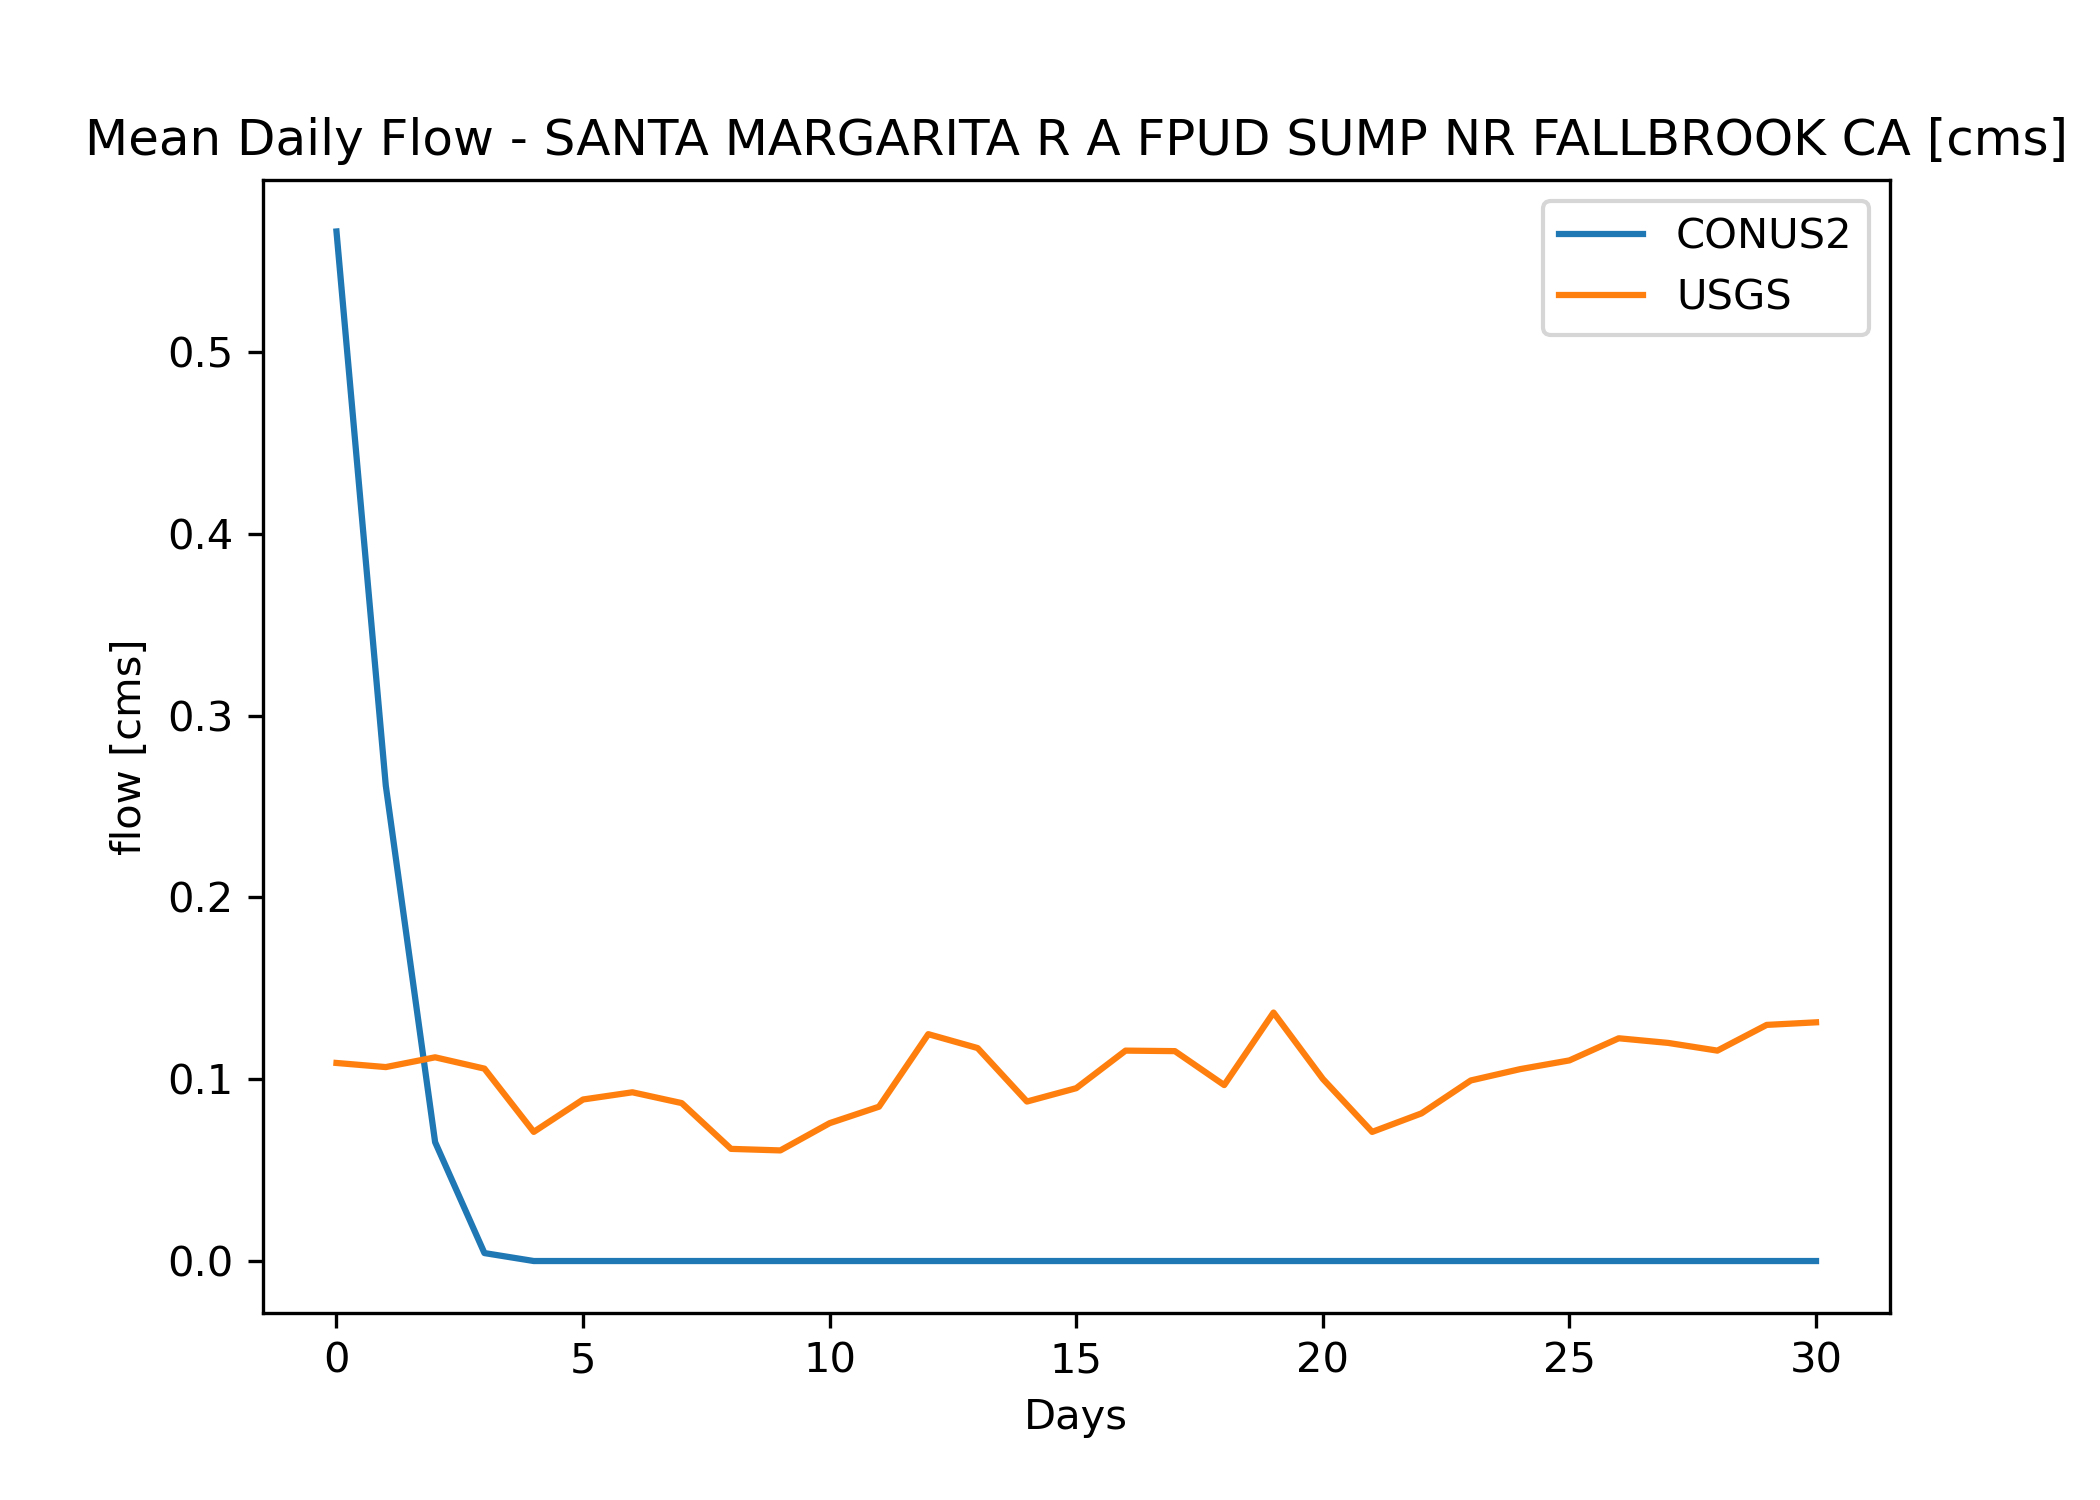 Mean Daily Flow - SANTA MARGARITA R A FPUD SUMP NR FALLBROOK CA [cms]
CONUS2
USGS
flow [cms]
0.5
0.4
0.3
0.2
0.1
0.0
0 5 10 15 20 25 30
Days